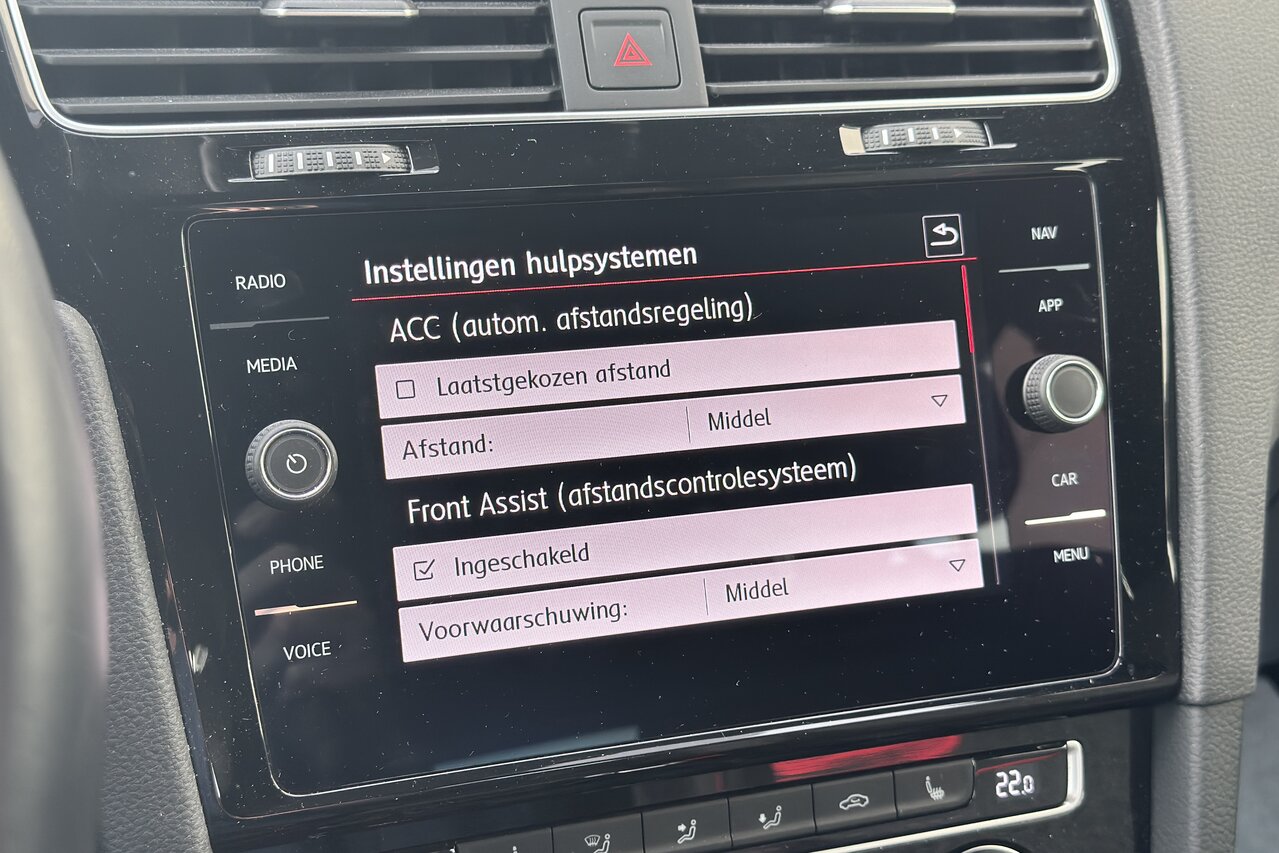 RADIO
MEDIA
PHONE
VOICE
Instellingen hulpsystemen
ACC (autom. afstandsregeling)
Laatstgekozen afstand
Afstand: Middel
Front Assist (afstandscontrolesysteem)
Ingeschakeld
Voorwaarschuwing: Middel
NAV
APP
CAR
MENU
22.0